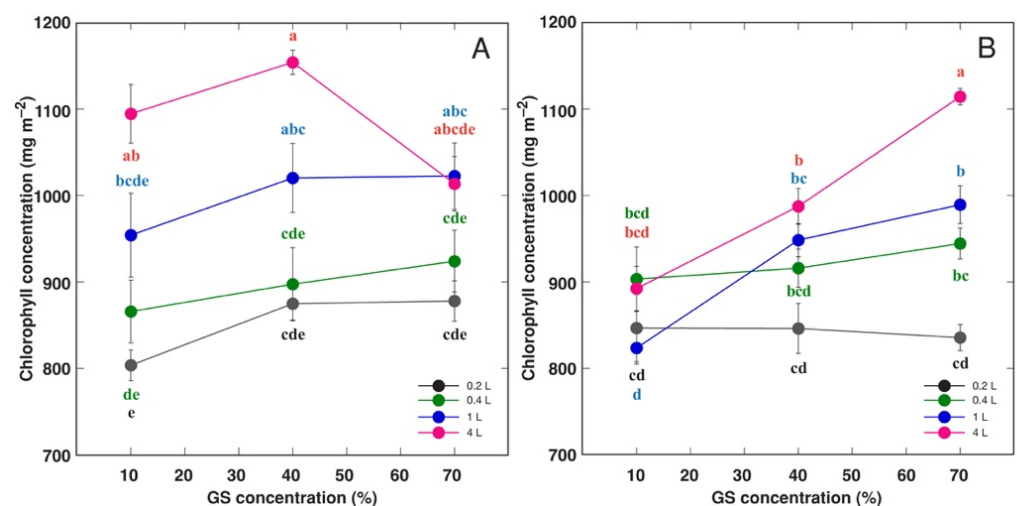 1200
1100
1000
900
800
700
Chlorophyll concentration (mg m⁻²)
A
a
ab
bcde
abc
abc
abcde
cde
cde
cde
cde
de
e
0.2 L
0.4 L
1 L
4 L
10 20 30 40 50 60 70
GS concentration (%)
1200
1100
1000
900
800
700
Chlorophyll concentration (mg m⁻²)
B
a
b
bc
b
bcd
bcd
bcd
bc
cd
d
cd
cd
0.2 L
0.4 L
1 L
4 L
10 20 30 40 50 60 70
GS concentration (%)